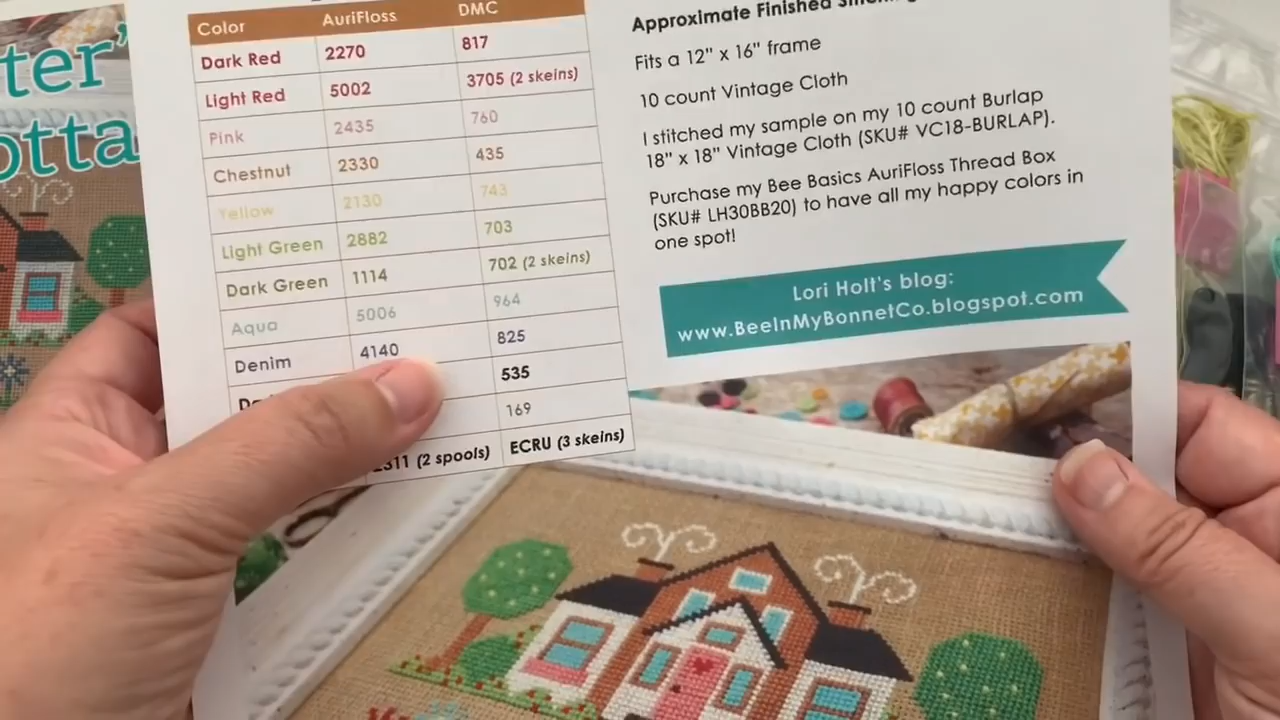 ter'
otta
Color AuriFloss DMC
Dark Red 2270 817
Light Red 5002 3705 (2 skeins)
Pink 2435 760
Chestnut 2330 435
Yellow 2130 743
Light Green 2882 703
Dark Green 1114 702 (2 skeins)
Aqua 5006 964
Denim 4140 825
535
169
(2 spools) ECRU (3 skeins)
Approximate Finished
Fits a 12" x 16" frame
10 count Vintage Cloth
I stitched my sample on my 10 count Burlap
18" x 18" Vintage Cloth (SKU# VC18-BURLAP).
Purchase my Bee Basics AuriFloss Thread Box
(SKU# LH30BB20) to have all my happy colors in
one spot!
Lori Holt's blog:
www.BeeInMyBonnetCo.blogspot.com